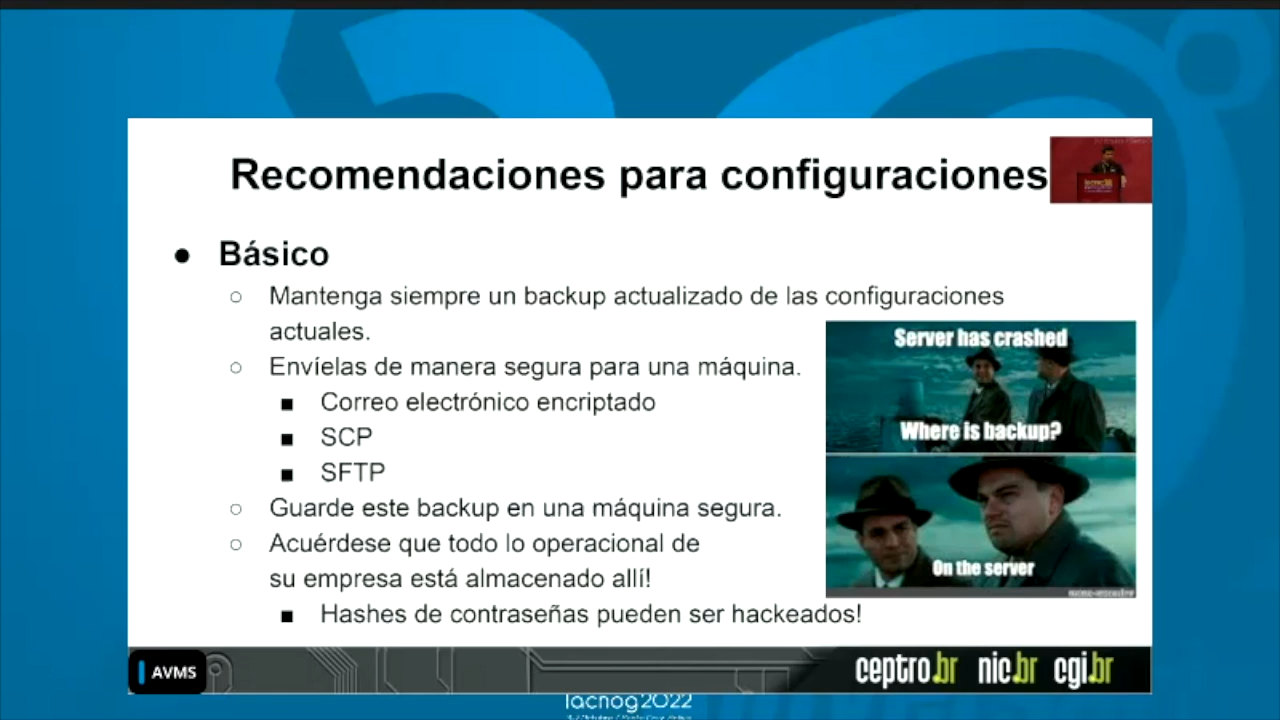 Recomendaciones para configuraciones
● Básico
○ Mantenga siempre un backup actualizado de las configuraciones
actuales.
○ Envíelas de manera segura para una máquina.
■ Correo electrónico encriptado
■ SCP
■ SFTP
○ Guarde este backup en una máquina segura.
○ Acuérdese que todo lo operacional de
su empresa está almacenado allí!
■ Hashes de contraseñas pueden ser hackeados!
Server has crashed
Where is backup?
On the server
AVMS
ceptro.br nic.br cgi.br
lacnog2022